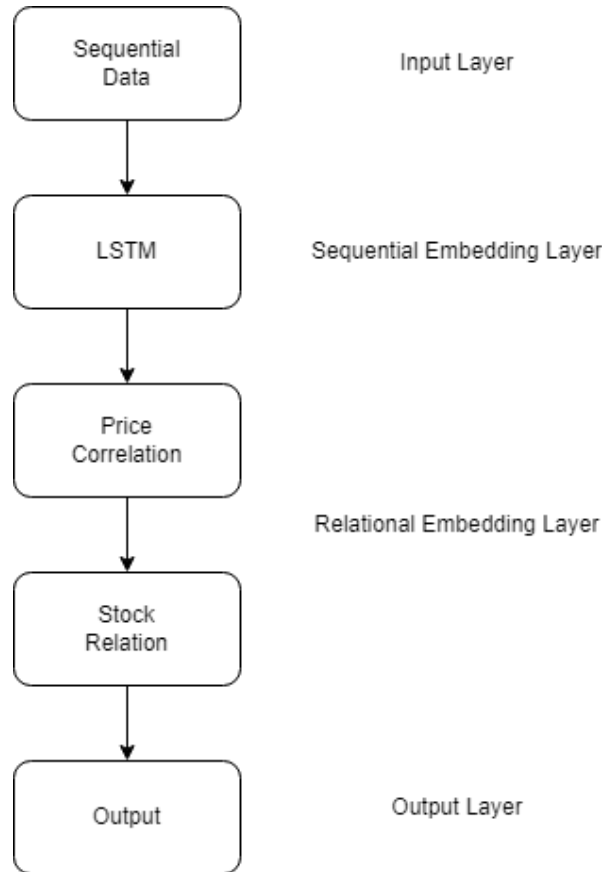 Sequential
Data
Input Layer
LSTM
Sequential Embedding Layer
Price
Correlation
Relational Embedding Layer
Stock
Relation
Output
Output Layer